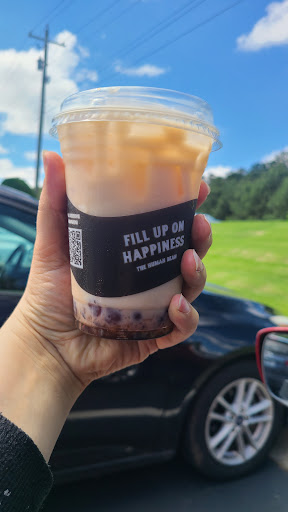 FILL UP ON
HAPPINESS
THE HUMAN BEAN